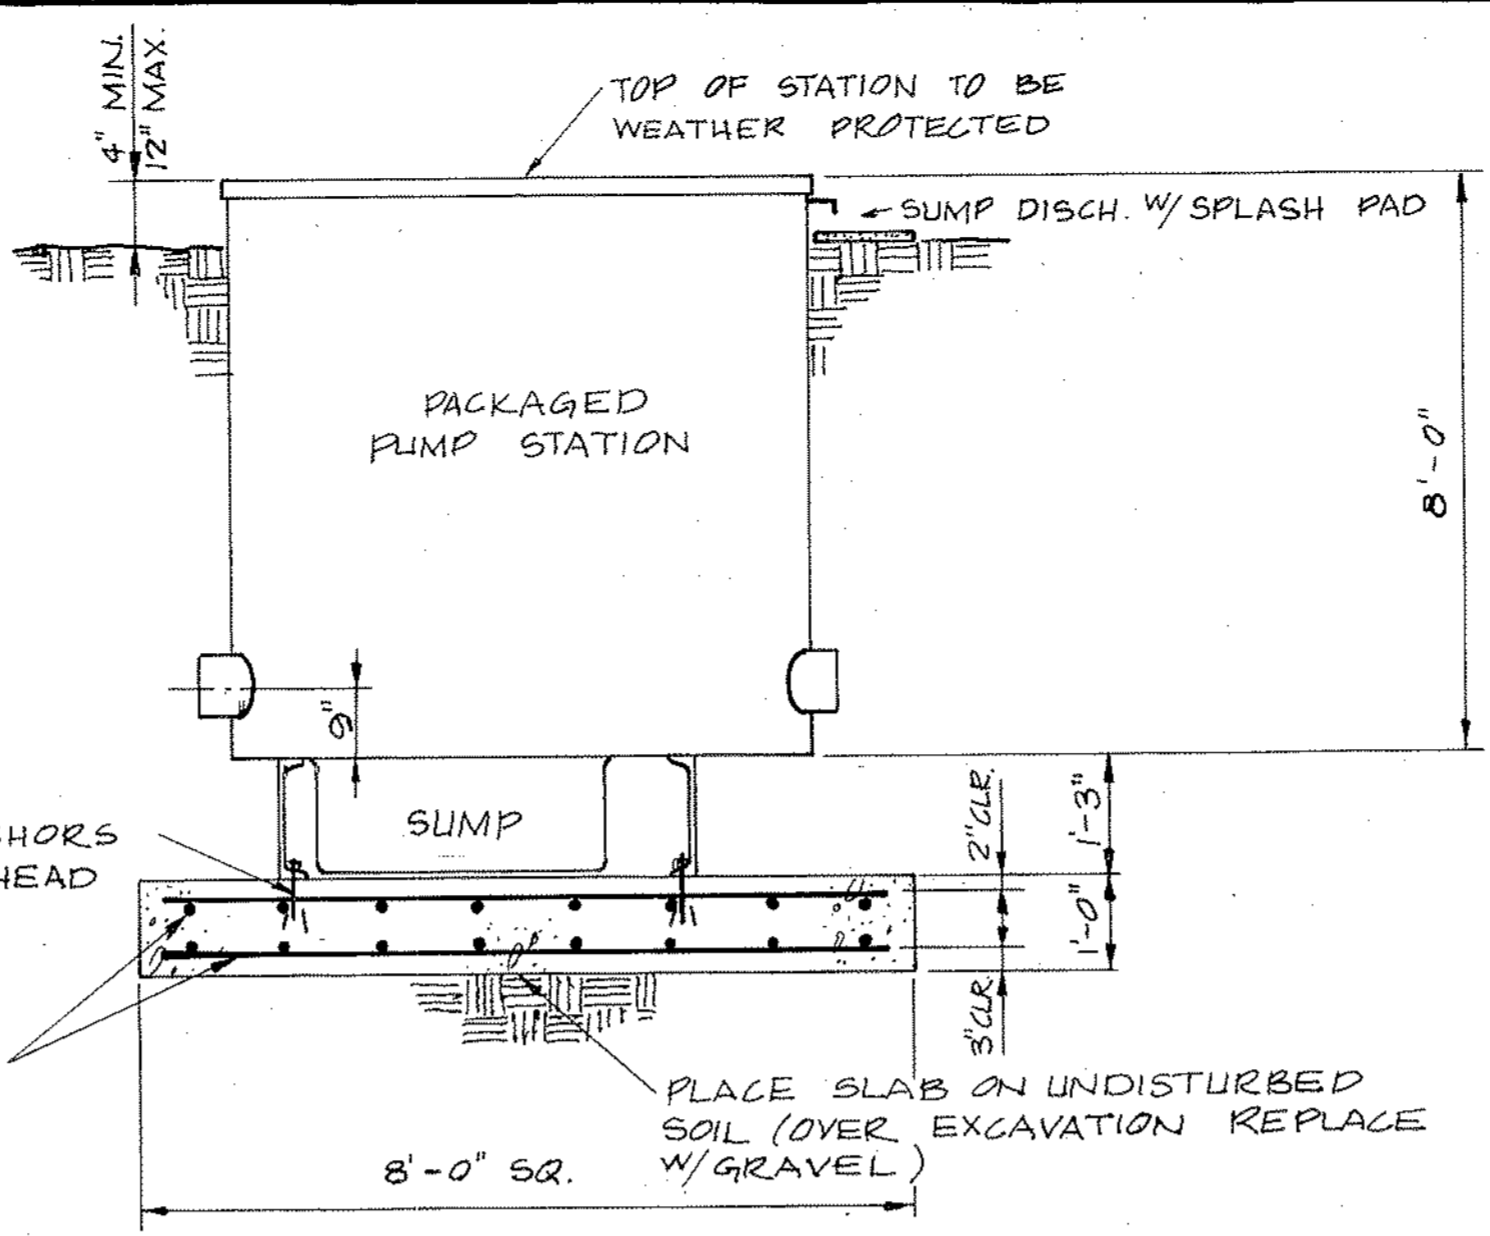 4" MIN.
12" MAX.
TOP OF STATION TO BE
WEATHER PROTECTED
SUMP DISCH. W/ SPLASH PAD
PACKAGED
PUMP STATION
8'-0"
9"
SUMP
2" CLR.
1'-3"
HORS
HEAD
1'-0"
3" CLR.
PLACE SLAB ON UNDISTURBED
SOIL (OVER EXCAVATION REPLACE
W/ GRAVEL)
8'-0" SQ.